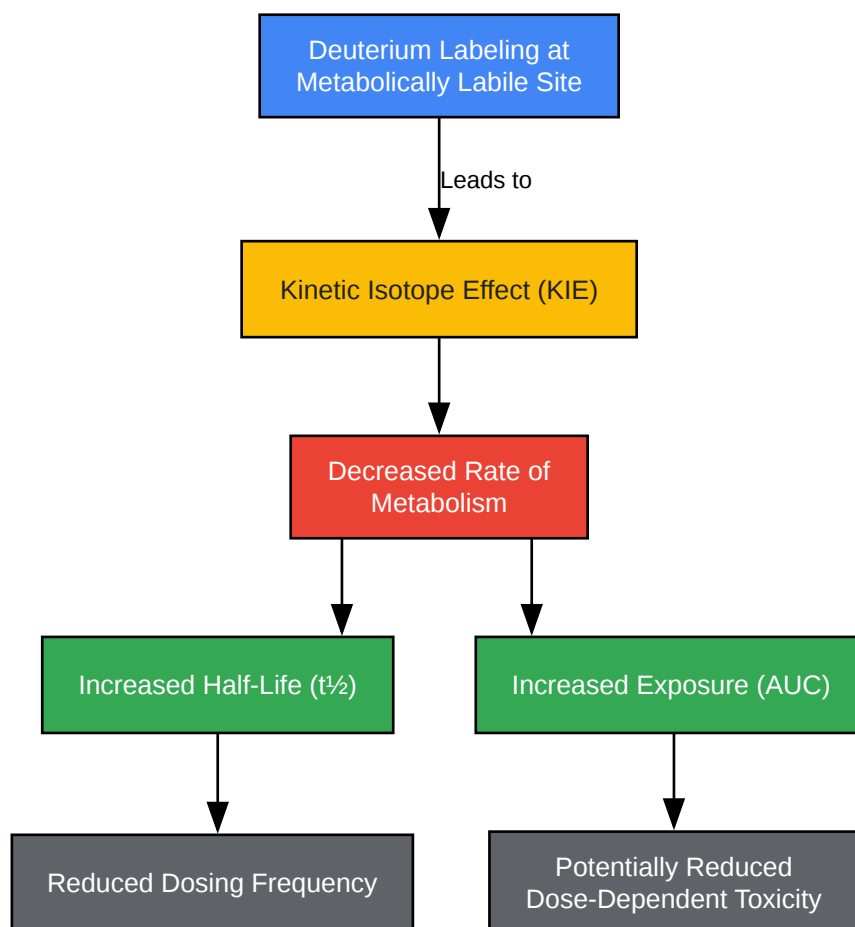 Deuterium Labeling at
Metabolically Labile Site
Leads to
Kinetic Isotope Effect (KIE)
Decreased Rate of
Metabolism
Increased Half-Life (t½)
Increased Exposure (AUC)
Reduced Dosing Frequency
Potentially Reduced
Dose-Dependent Toxicity